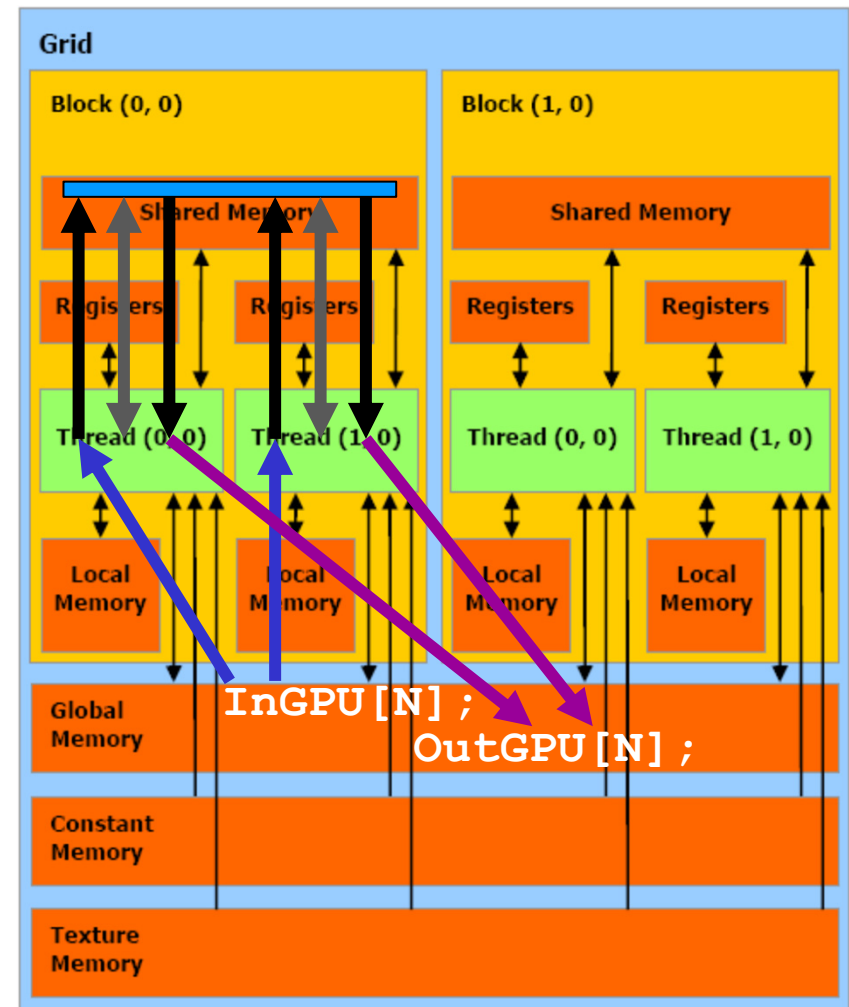 Grid
Block (0, 0)
Block (1, 0)
Shared Memory
Shared Memory
Registers
Registers
Registers
Registers
Thread (0, 0)
Thread (1, 0)
Thread (0, 0)
Thread (1, 0)
Local
Memory
Local
Memory
Local
Memory
Local
Memory
Global
Memory
InGPU[N];
OutGPU[N];
Constant
Memory
Texture
Memory